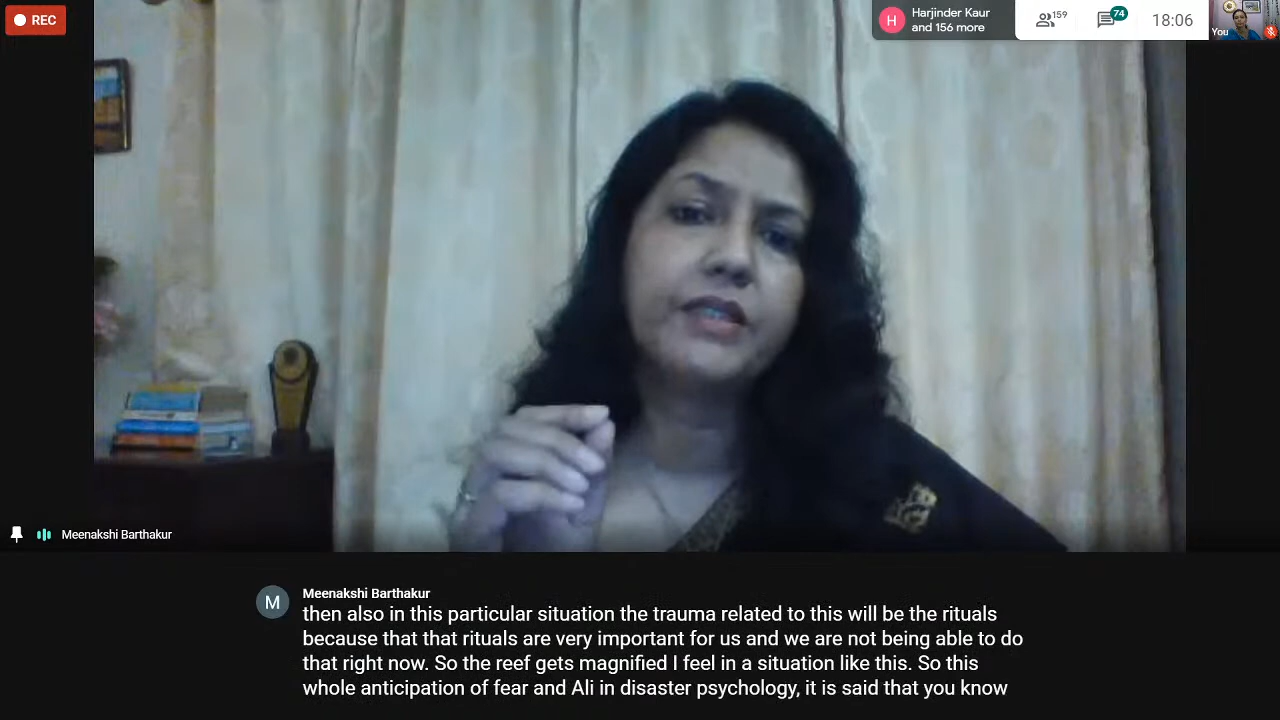 REC
H
Harjinder Kaur
and 156 more
159
74
18:06
You
Meenakshi Barthakur
M
Meenakshi Barthakur
then also in this particular situation the trauma related to this will be the rituals
because that that rituals are very important for us and we are not being able to do
that right now. So the reef gets magnified I feel in a situation like this. So this
whole anticipation of fear and Ali in disaster psychology, it is said that you know